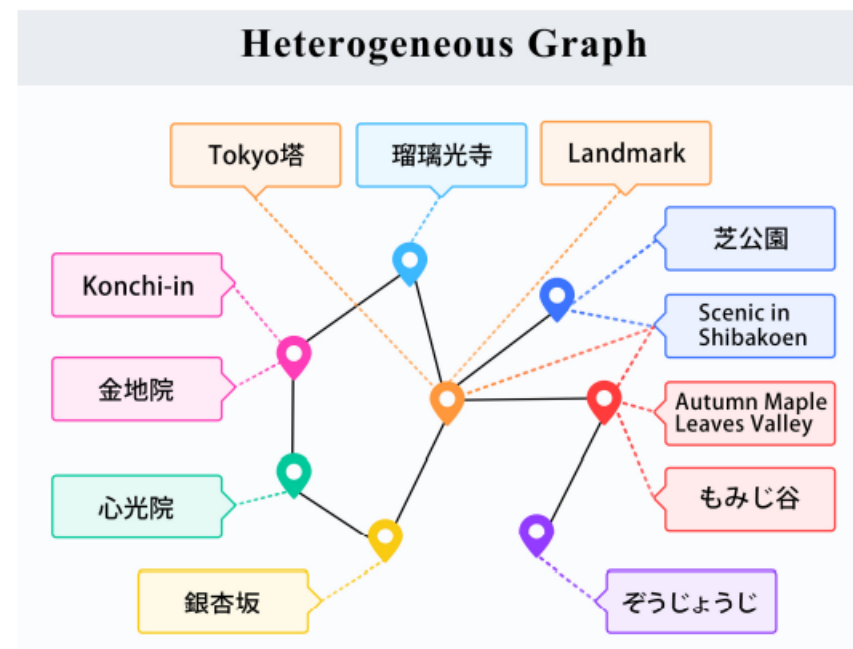 Heterogeneous Graph
Tokyo塔
瑠璃光寺
Landmark
芝公園
Konchi-in
Scenic in
Shibakoen
金地院
Autumn Maple
Leaves Valley
心光院
もみじ谷
銀杏坂
ぞうじょうじ